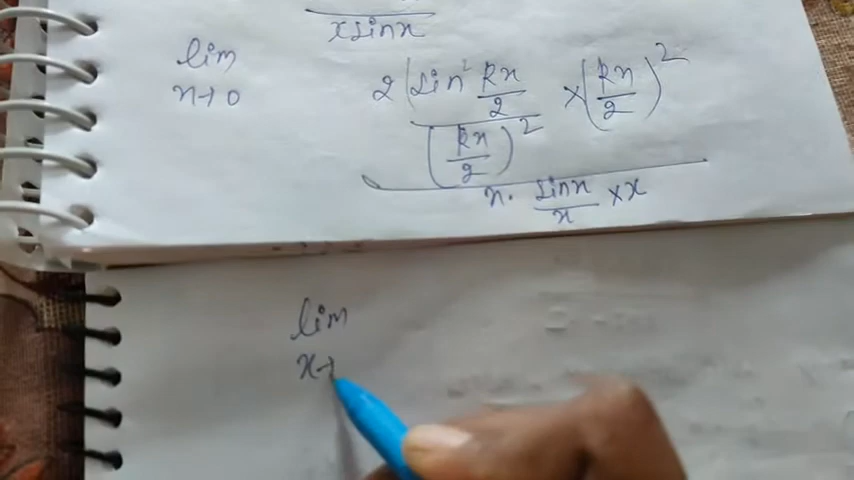 x sin x
lim x→0 2 (sin² kx/2 / (kx/2)² × (kx/2)²
x · sin x/x × x
lim
x→